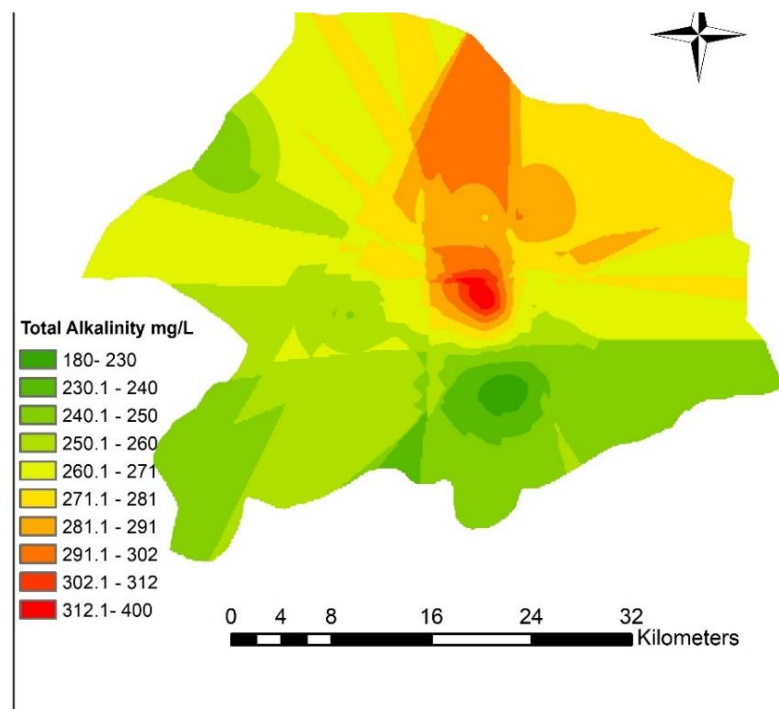 Total Alkalinity mg/L
180- 230
230.1 - 240
240.1 - 250
250.1 - 260
260.1 - 271
271.1 - 281
281.1 - 291
291.1 - 302
302.1 - 312
312.1- 400
0 4 8 16 24 32
Kilometers